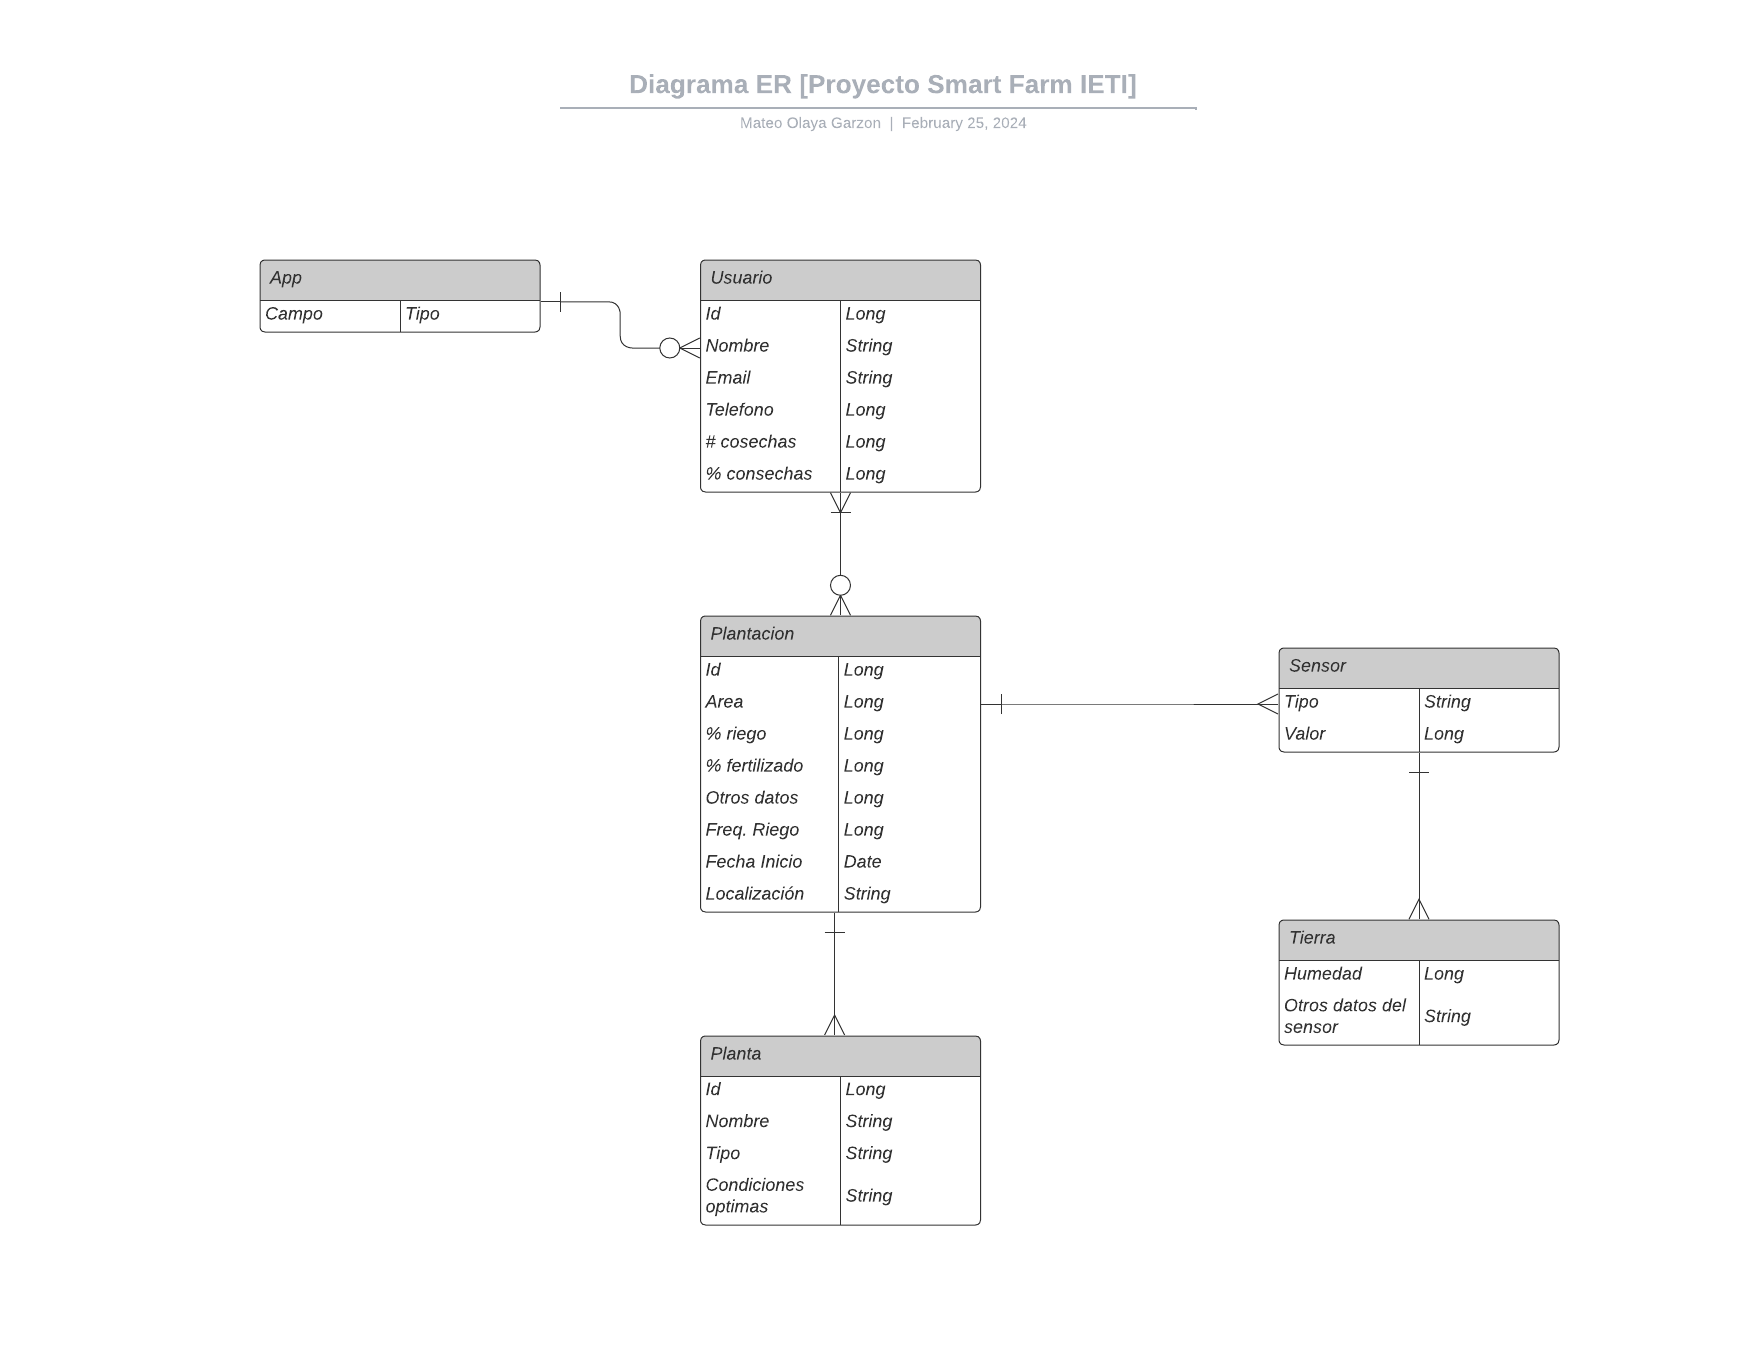 Diagrama ER [Proyecto Smart Farm IETI]
Mateo Olaya Garzon | February 25, 2024
App
Campo Tipo
Usuario
Id Long
Nombre String
Email String
Telefono Long
# cosechas Long
% consechas Long
Plantacion
Id Long
Area Long
% riego Long
% fertilizado Long
Otros datos Long
Freq. Riego Long
Fecha Inicio Date
Localización String
Sensor
Tipo String
Valor Long
Tierra
Humedad Long
Otros datos del
sensor
String
Planta
Id Long
Nombre String
Tipo String
Condiciones
optimas
String